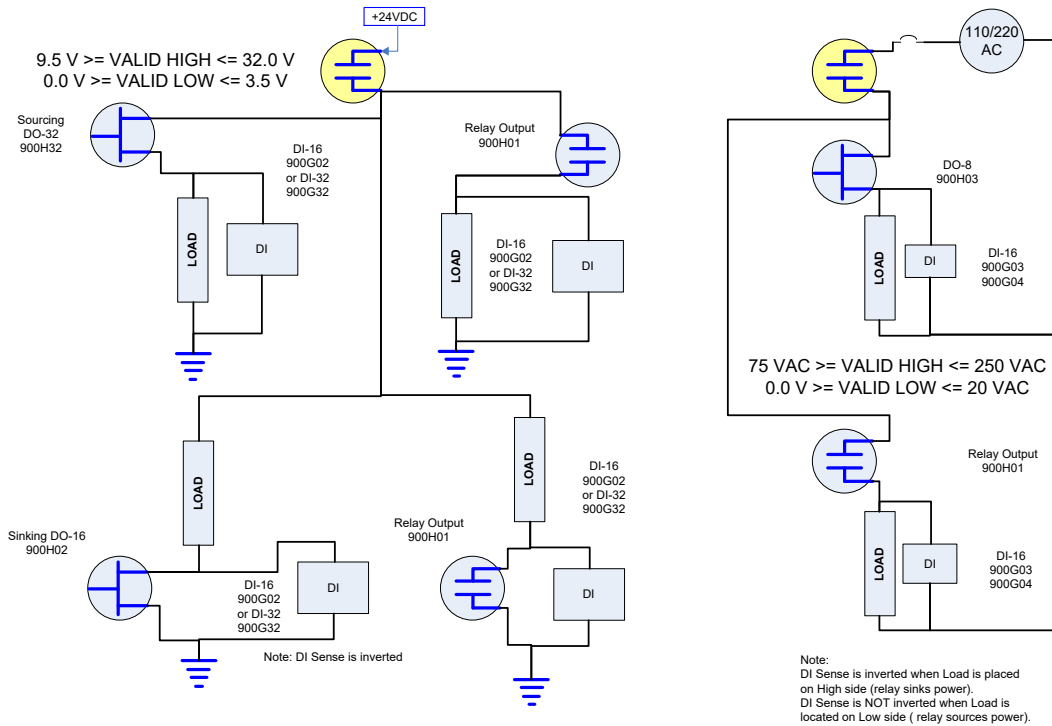 +24VDC
110/220
AC
9.5 V >= VALID HIGH <= 32.0 V
0.0 V >= VALID LOW <= 3.5 V
Sourcing
DO-32
900H32
DI-16
900G02
or DI-32
900G32
LOAD
DI
Relay Output
900H01
DI-16
900G02
or DI-32
900G32
LOAD
DI
DO-8
900H03
LOAD
DI
DI-16
900G03
900G04
75 VAC >= VALID HIGH <= 250 VAC
0.0 V >= VALID LOW <= 20 VAC
LOAD
Sinking DO-16
900H02
DI-16
900G02
or DI-32
900G32
DI
Note: DI Sense is inverted
LOAD
DI-16
900G02
or DI-32
900G32
Relay Output
900H01
DI
Relay Output
900H01
LOAD
DI
DI-16
900G03
900G04
Note:
DI Sense is inverted when Load is placed
on High side (relay sinks power).
DI Sense is NOT inverted when Load is
located on Low side ( relay sources power).